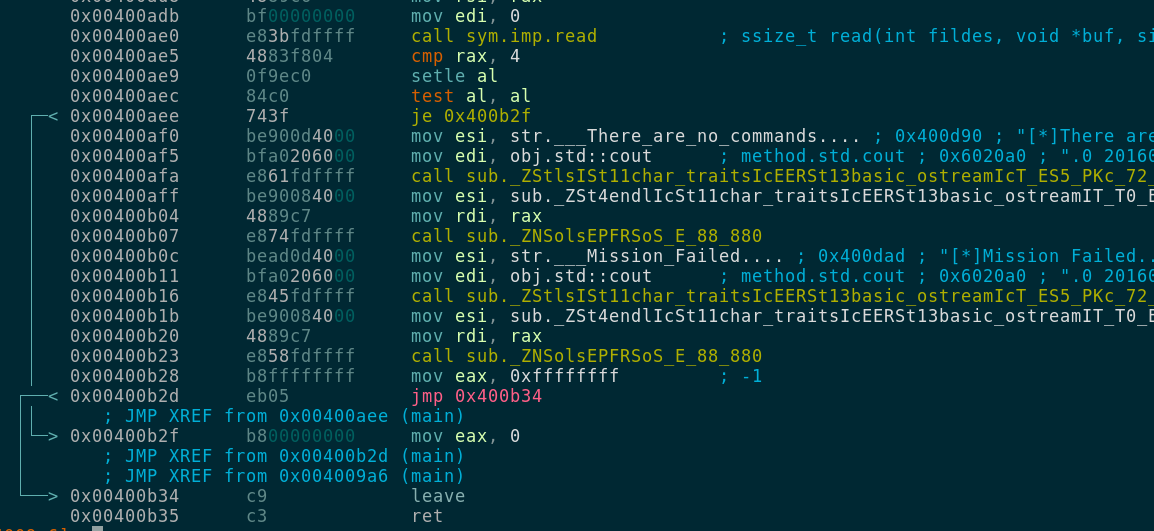 0x00400adb bf00000000 mov edi, 0
0x00400ae0 e83bfdffff call sym.imp.read ; ssize_t read(int fildes, void *buf, si
0x00400ae5 4883f804 cmp rax, 4
0x00400ae9 0f9ec0 setle al
0x00400aec 84c0 test al, al
< 0x00400aee 743f je 0x400b2f
0x00400af0 be900d4000 mov esi, str.___There_are_no_commands.... ; 0x400d90 ; "[*]There are
0x00400af5 bfa0206000 mov edi, obj.std::cout ; method.std.cout ; 0x6020a0 ; ".0 20160
0x00400afa e861fdffff call sub._ZStlsISt11char_traitsIcEERSt13basic_ostreamIcT_ES5_PKc_72_
0x00400aff be90084000 mov esi, sub._ZSt4endlIcSt11char_traitsIcEERSt13basic_ostreamIT_T0_E
0x00400b04 4889c7 mov rdi, rax
0x00400b07 e874fdffff call sub._ZNSolsEPFRSoS_E_88_880
0x00400b0c bead0d4000 mov esi, str.___Mission_Failed.... ; 0x400dad ; "[*]Mission Failed..
0x00400b11 bfa0206000 mov edi, obj.std::cout ; method.std.cout ; 0x6020a0 ; ".0 20160
0x00400b16 e845fdffff call sub._ZStlsISt11char_traitsIcEERSt13basic_ostreamIcT_ES5_PKc_72_
0x00400b1b be90084000 mov esi, sub._ZSt4endlIcSt11char_traitsIcEERSt13basic_ostreamIT_T0_E
0x00400b20 4889c7 mov rdi, rax
0x00400b23 e858fdffff call sub._ZNSolsEPFRSoS_E_88_880
0x00400b28 b8ffffffff mov eax, 0xffffffff ; -1
< 0x00400b2d eb05 jmp 0x400b34
; JMP XREF from 0x00400aee (main)
> 0x00400b2f b800000000 mov eax, 0
; JMP XREF from 0x00400b2d (main)
; JMP XREF from 0x004009a6 (main)
> 0x00400b34 c9 leave
0x00400b35 c3 ret